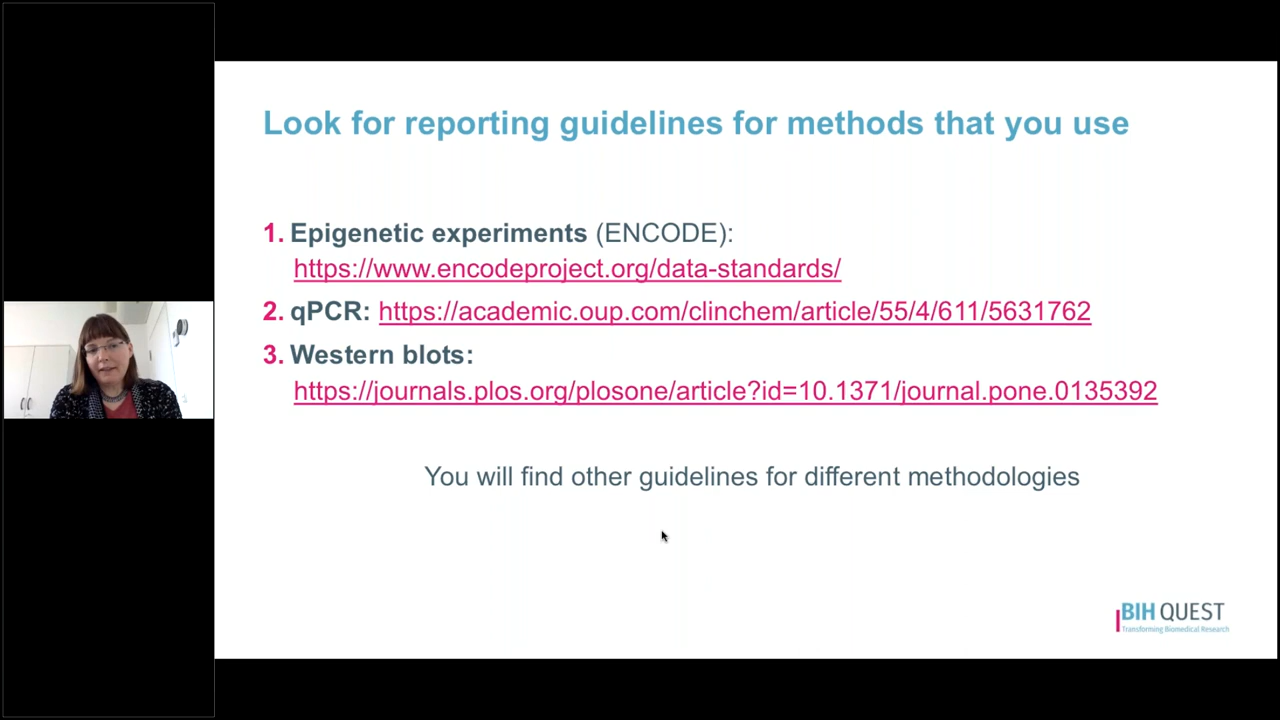 Look for reporting guidelines for methods that you use
1. Epigenetic experiments (ENCODE):
https://www.encodeproject.org/data-standards/
2. qPCR: https://academic.oup.com/clinchem/article/55/4/611/5631762
3. Western blots:
https://journals.plos.org/plosone/article?id=10.1371/journal.pone.0135392
You will find other guidelines for different methodologies
BIH QUEST
Transforming Biomedical Research